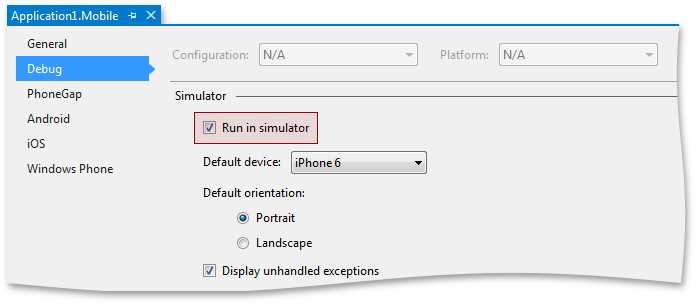 Application1.Mobile
General
Debug
PhoneGap
Android
iOS
Windows Phone
Configuration: N/A Platform: N/A
Simulator
Run in simulator
Default device: iPhone 6
Default orientation:
Portrait
Landscape
Display unhandled exceptions